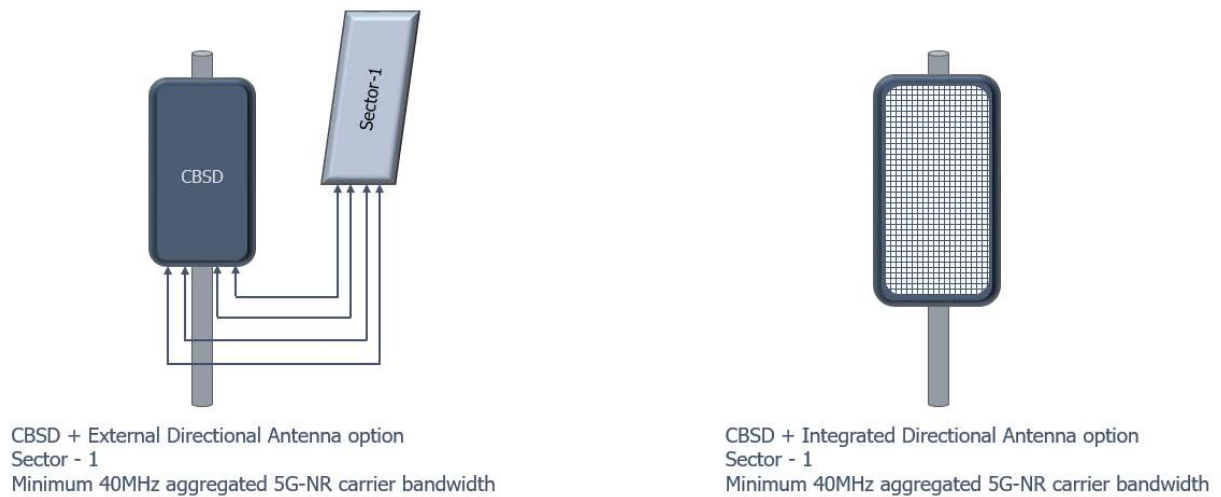 Sector-1
CBSD
CBSD + External Directional Antenna option
Sector - 1
Minimum 40MHz aggregated 5G-NR carrier bandwidth
CBSD + Integrated Directional Antenna option
Sector - 1
Minimum 40MHz aggregated 5G-NR carrier bandwidth